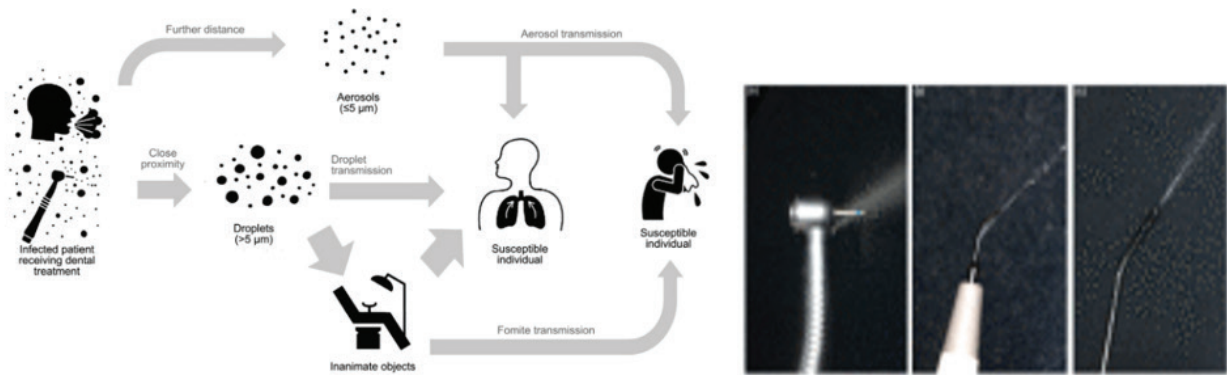 Further distance
Aerosol transmission
Aerosols
(≤5 μm)
Close
proximity
Droplet
transmission
Droplets
(>5 μm)
Infected patient
receiving dental
treatment
Susceptible
individual
Susceptible
individual
Fomite transmission
Inanimate objects